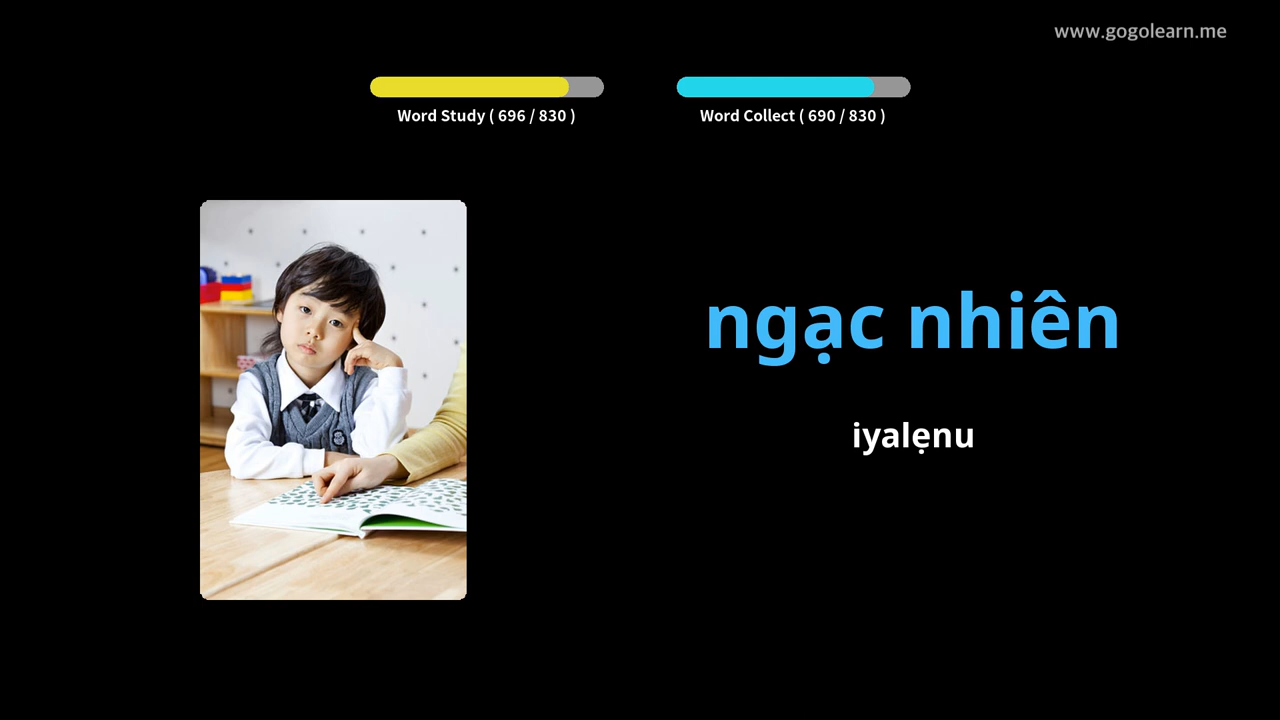 www.gogolearn.me
Word Study ( 696 / 830 )
Word Collect ( 690 / 830 )
ngạc nhiên
iyalẹnu